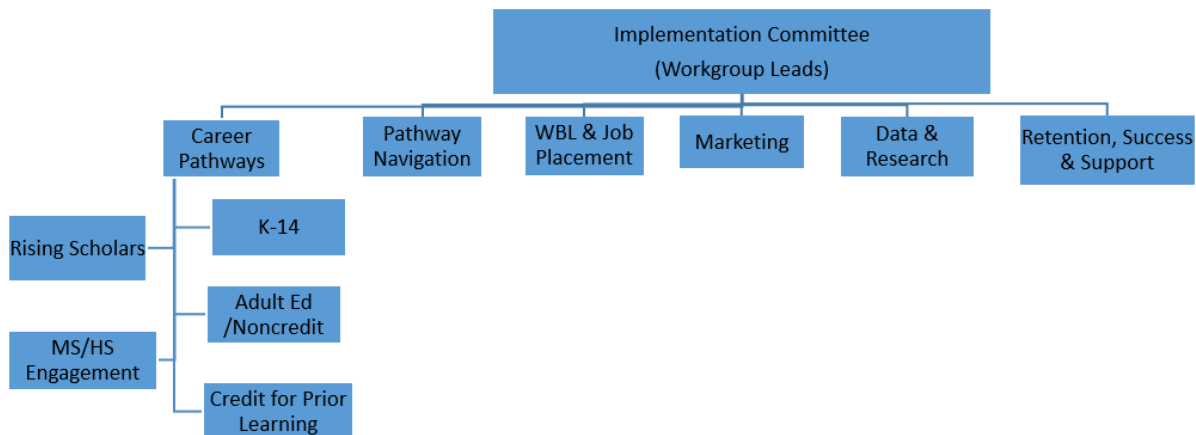 Implementation Committee
(Workgroup Leads)
Career
Pathways
Pathway
Navigation
WBL & Job
Placement
Marketing
Data &
Research
Retention, Success
& Support
Rising Scholars
K-14
Adult Ed
/Noncredit
MS/HS
Engagement
Credit for Prior
Learning